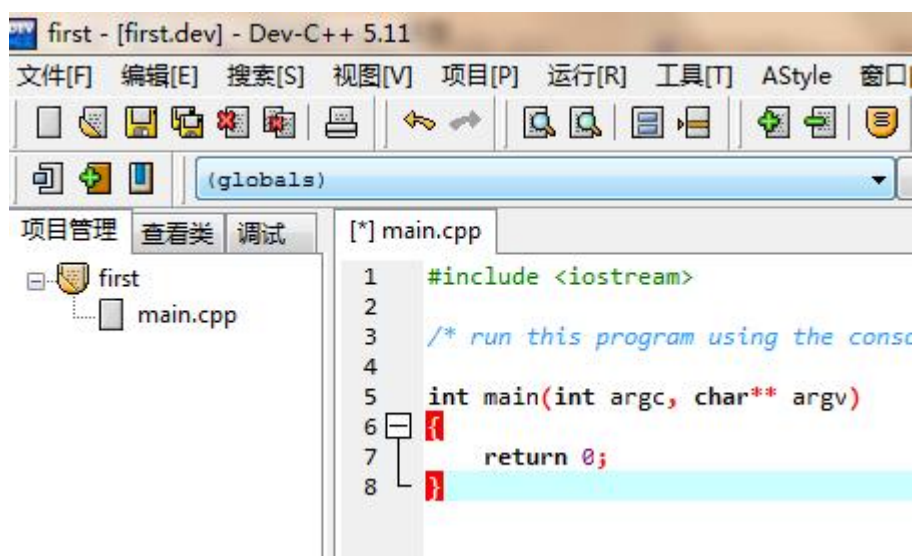 first - [first.dev] - Dev-C++ 5.11
文件[F] 编辑[E] 搜索[S] 视图[V] 项目[P] 运行[R] 工具[T] AStyle 窗口
(globals)
项目管理 查看类 调试
[*] main.cpp
first
main.cpp
1 #include <iostream>
2
3 /* run this program using the conso
4
5 int main(int argc, char** argv)
6 {
7 return 0;
8 }